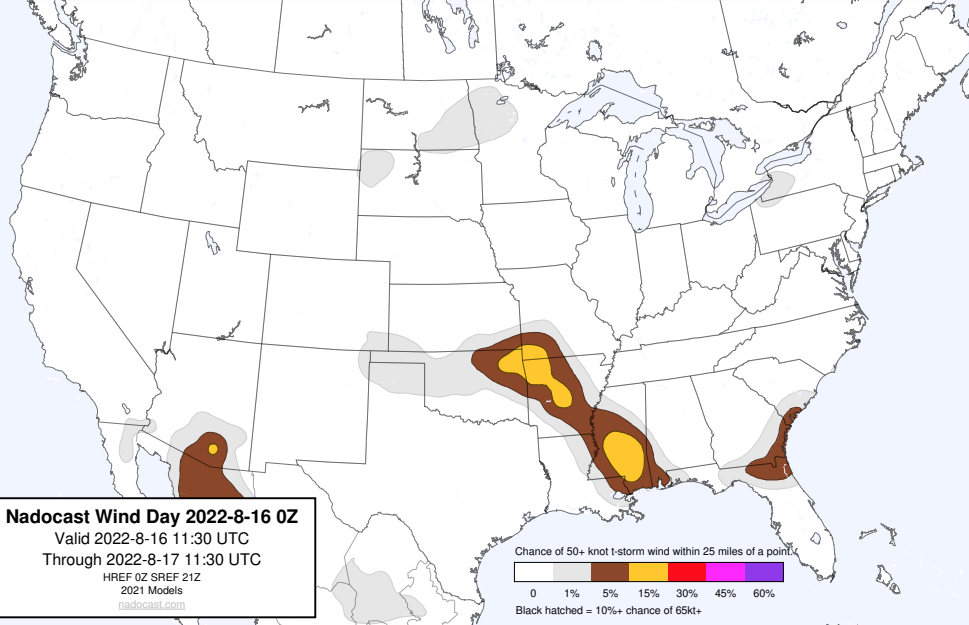 Nadocast Wind Day 2022-8-16 0Z
Valid 2022-8-16 11:30 UTC
Through 2022-8-17 11:30 UTC
HREF 0Z SREF 21Z
2021 Models
nadocast.com
Chance of 50+ knot t-storm wind within 25 miles of a point.
0 1% 5% 15% 30% 45% 60%
Black hatched = 10%+ chance of 65kt+